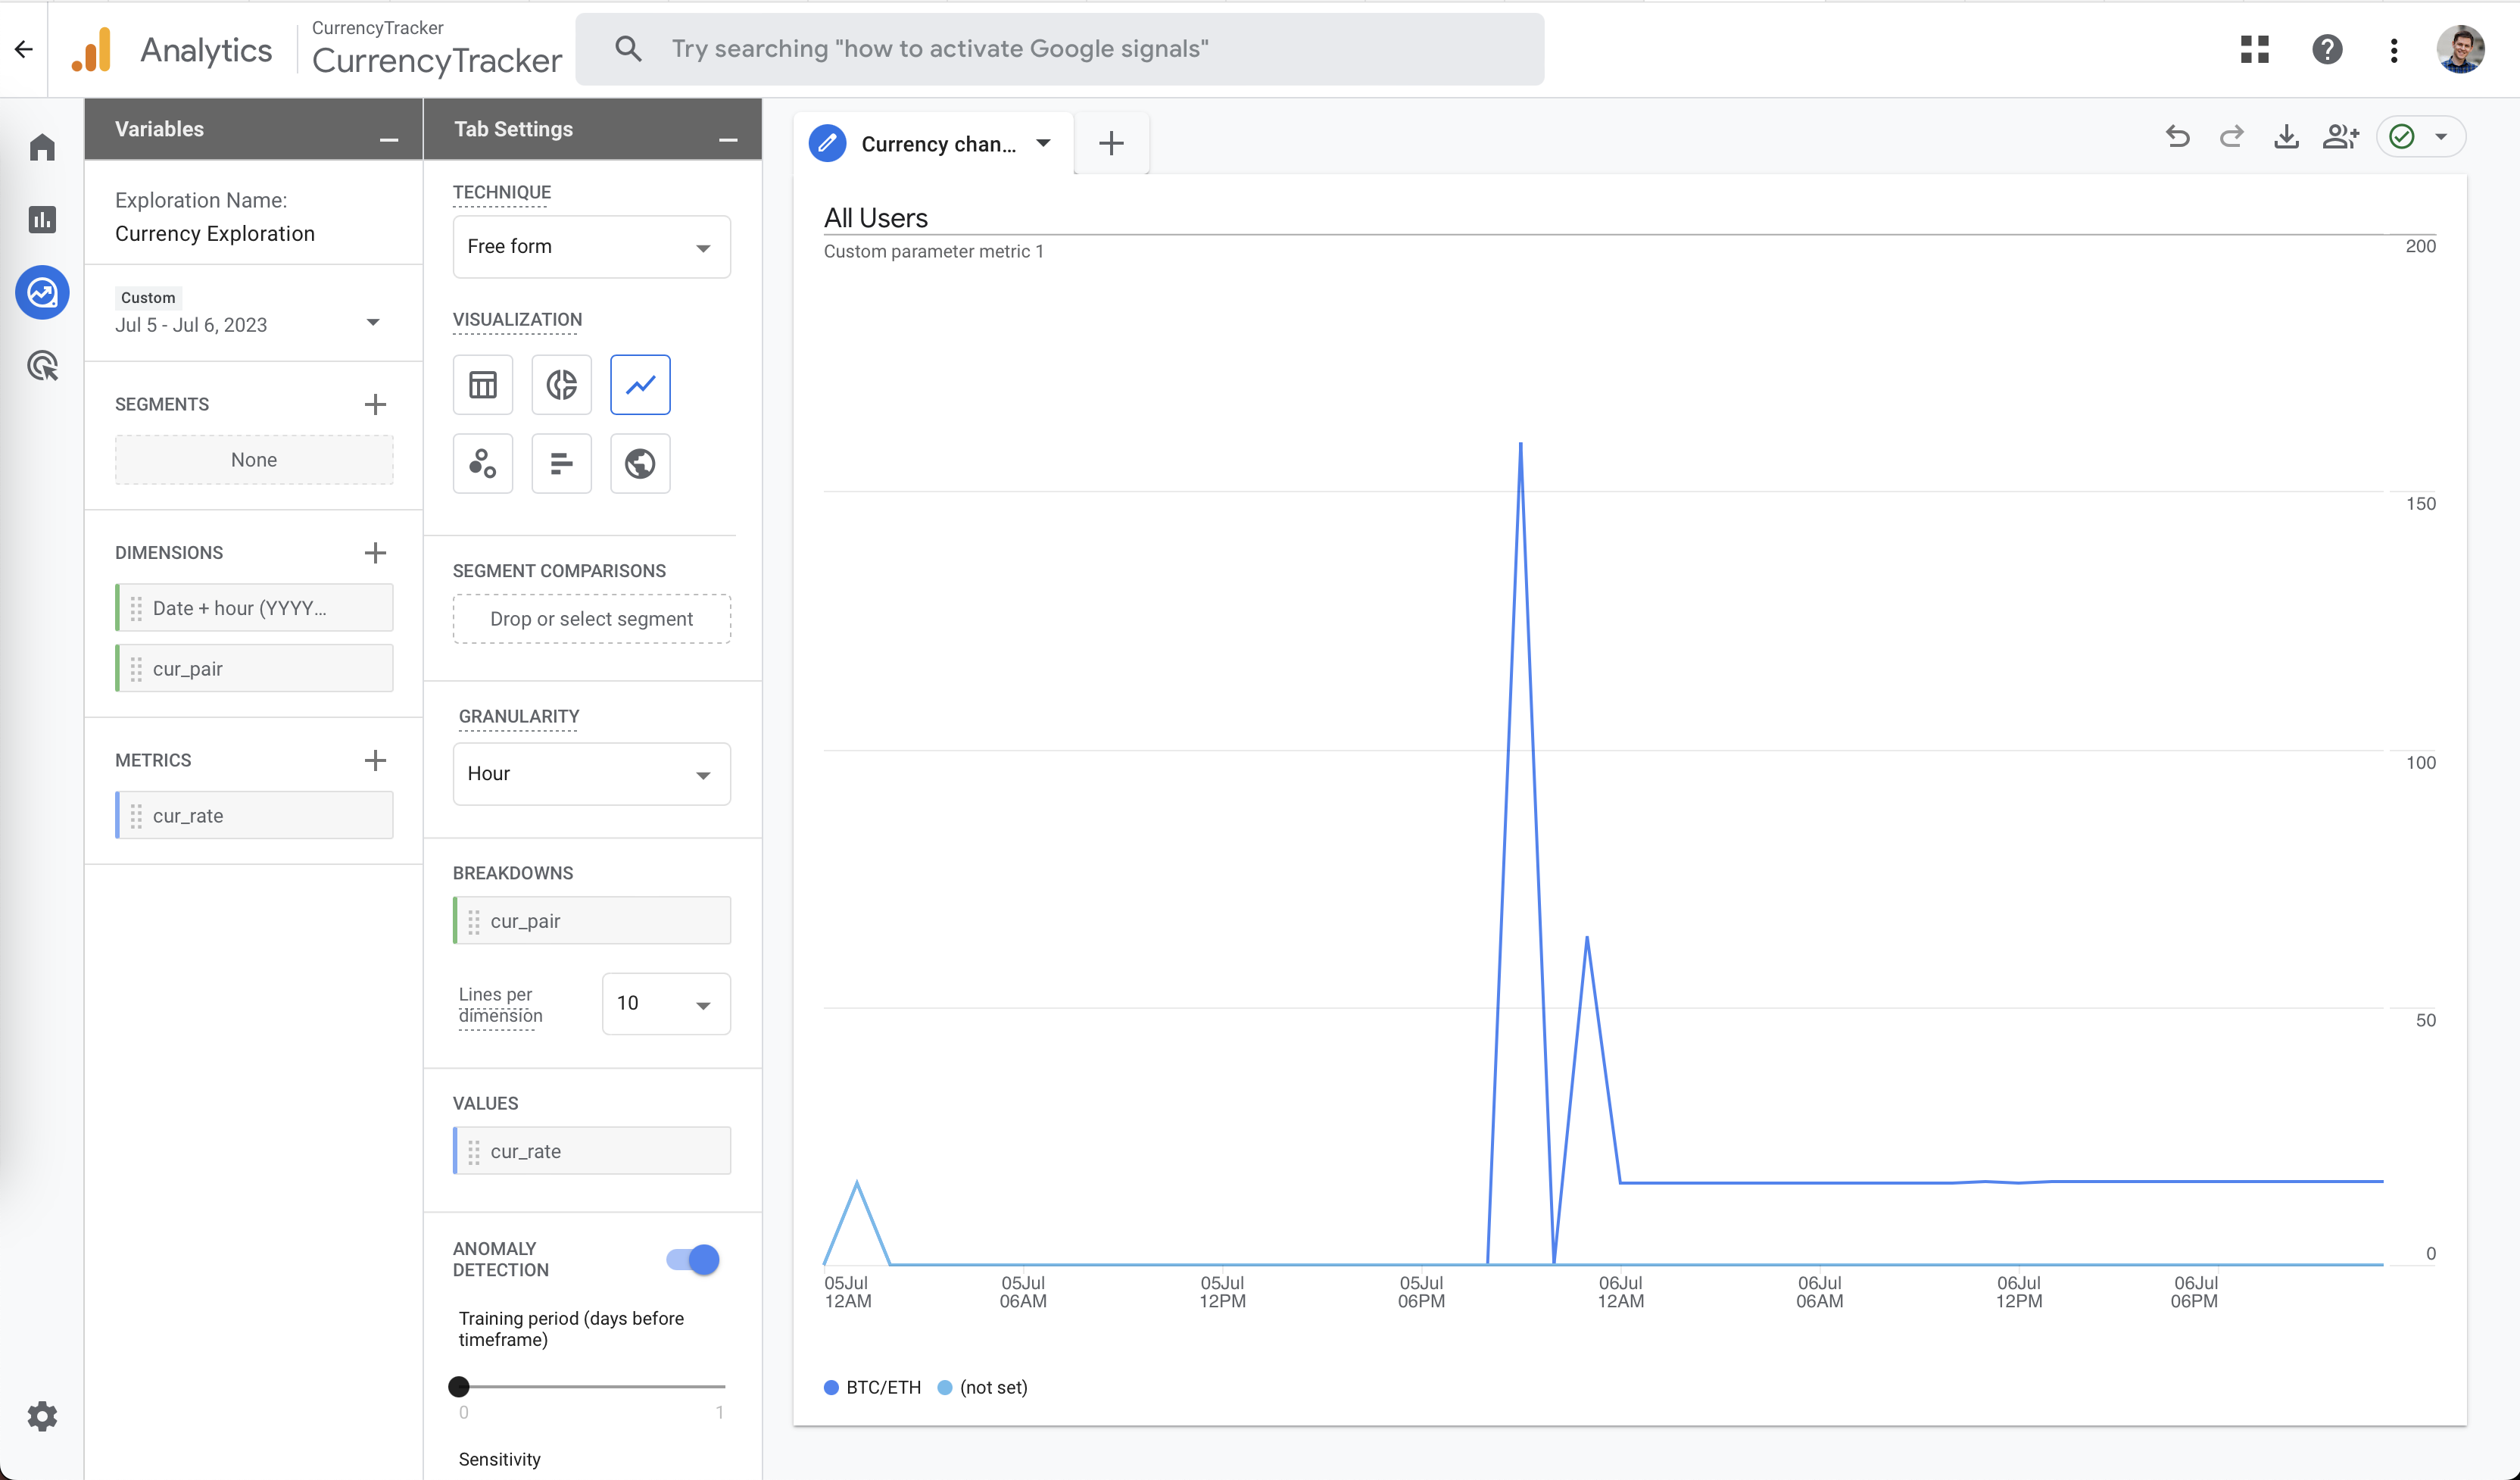 Analytics
CurrencyTracker
CurrencyTracker
Try searching "how to activate Google signals"
Variables
Exploration Name:
Currency Exploration
Custom
Jul 5 - Jul 6, 2023
SEGMENTS
None
DIMENSIONS
Date + hour (YYYY...
cur_pair
METRICS
cur_rate
Tab Settings
TECHNIQUE
Free form
VISUALIZATION
SEGMENT COMPARISONS
Drop or select segment
GRANULARITY
Hour
BREAKDOWNS
cur_pair
Lines per
dimension
10
VALUES
cur_rate
ANOMALY
DETECTION
Training period (days before
timeframe)
0 1
Sensitivity
Currency chan...
All Users
Custom parameter metric 1
200
150
100
50
0
05Jul 05Jul 05Jul 05Jul 06Jul 06Jul 06Jul 06Jul
12AM 06AM 12PM 06PM 12AM 06AM 12PM 06PM
BTC/ETH (not set)